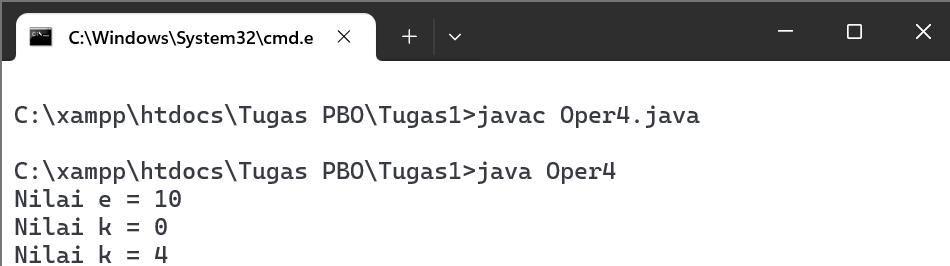 C:\Windows\System32\cmd.e
C:\xampp\htdocs\Tugas PBO\Tugas1>javac Oper4.java
C:\xampp\htdocs\Tugas PBO\Tugas1>java Oper4
Nilai e = 10
Nilai k = 0
Nilai k = 4